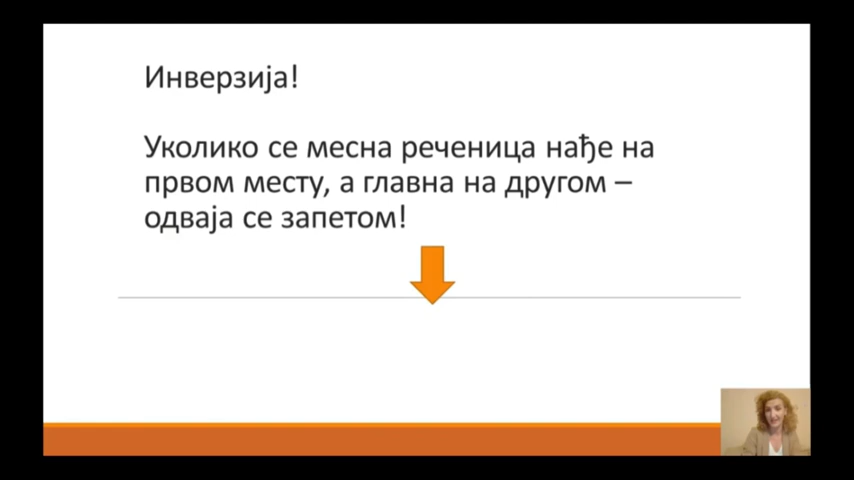 Инверзија!
Уколико се месна реченица нађе на
првом месту, а главна на другом –
одваја се запетом!